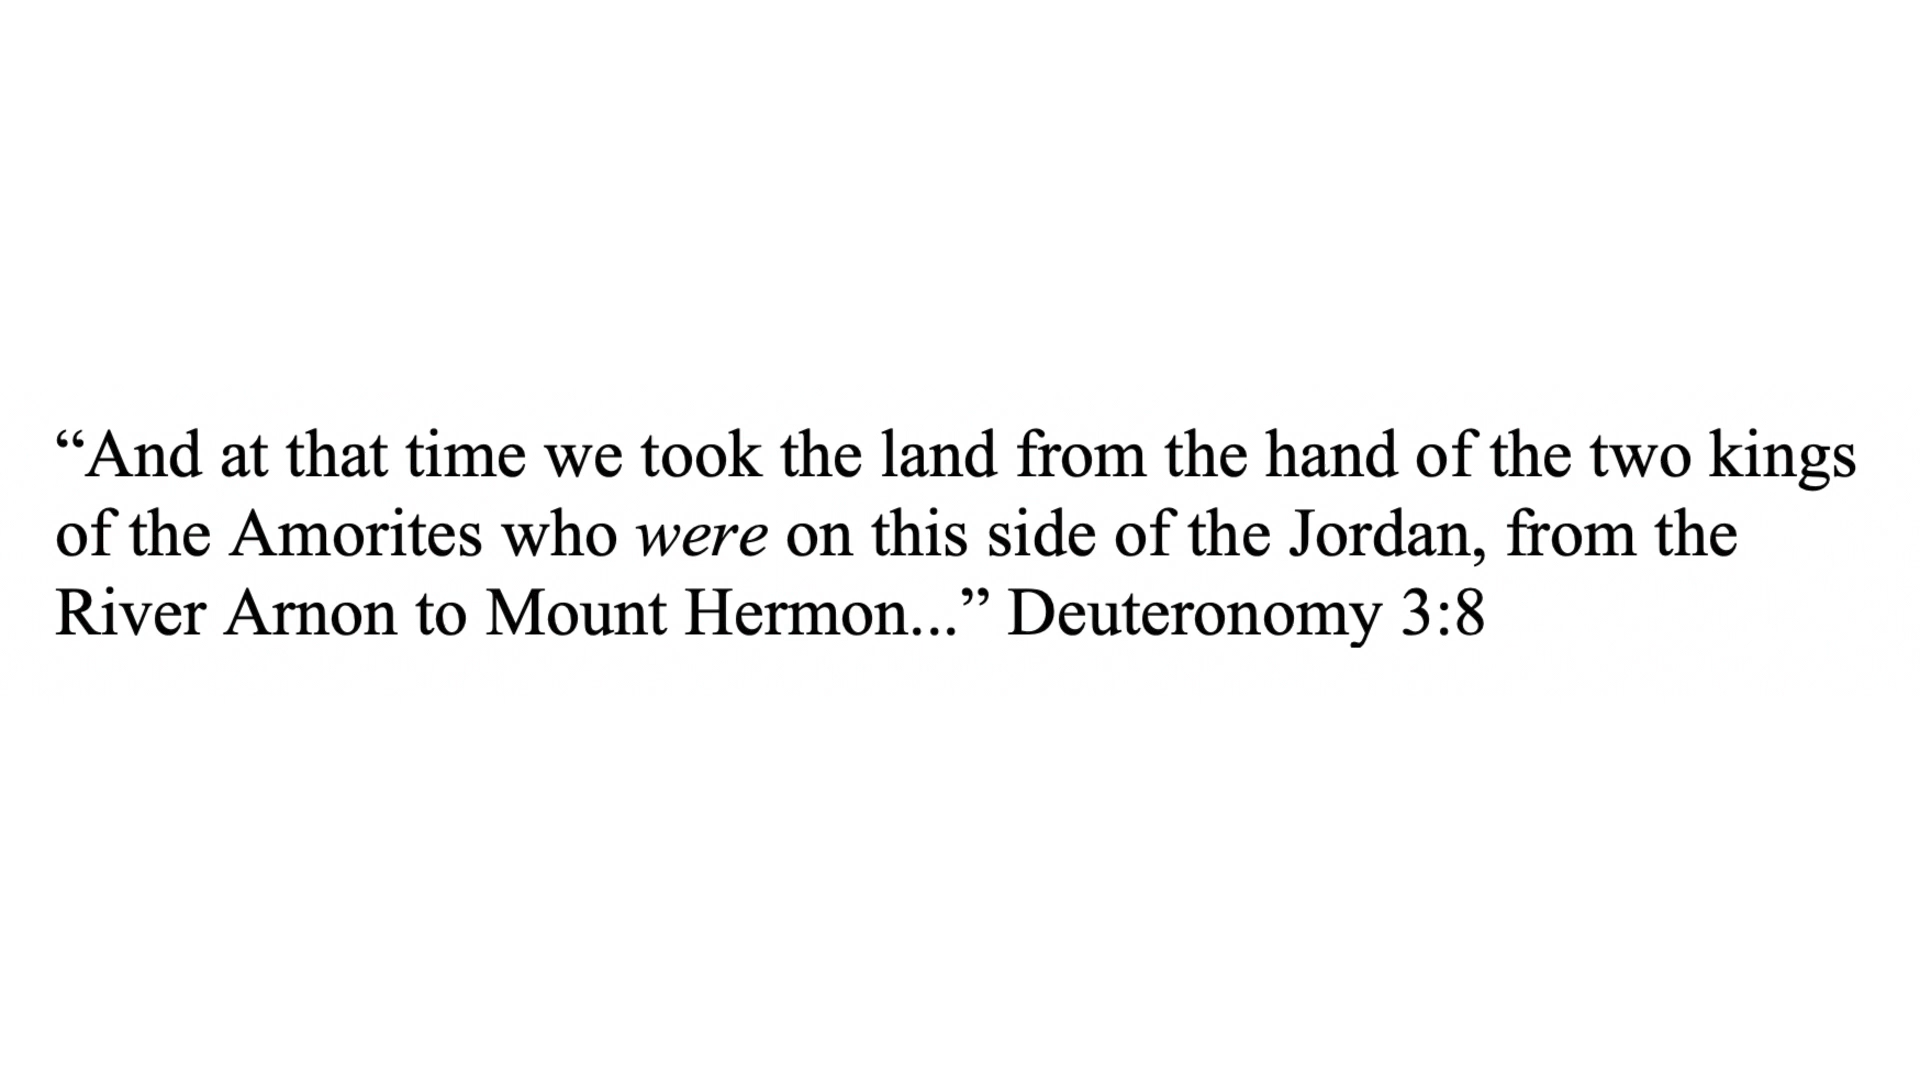 “And at that time we took the land from the hand of the two kings
of the Amorites who were on this side of the Jordan, from the
River Arnon to Mount Hermon...” Deuteronomy 3:8